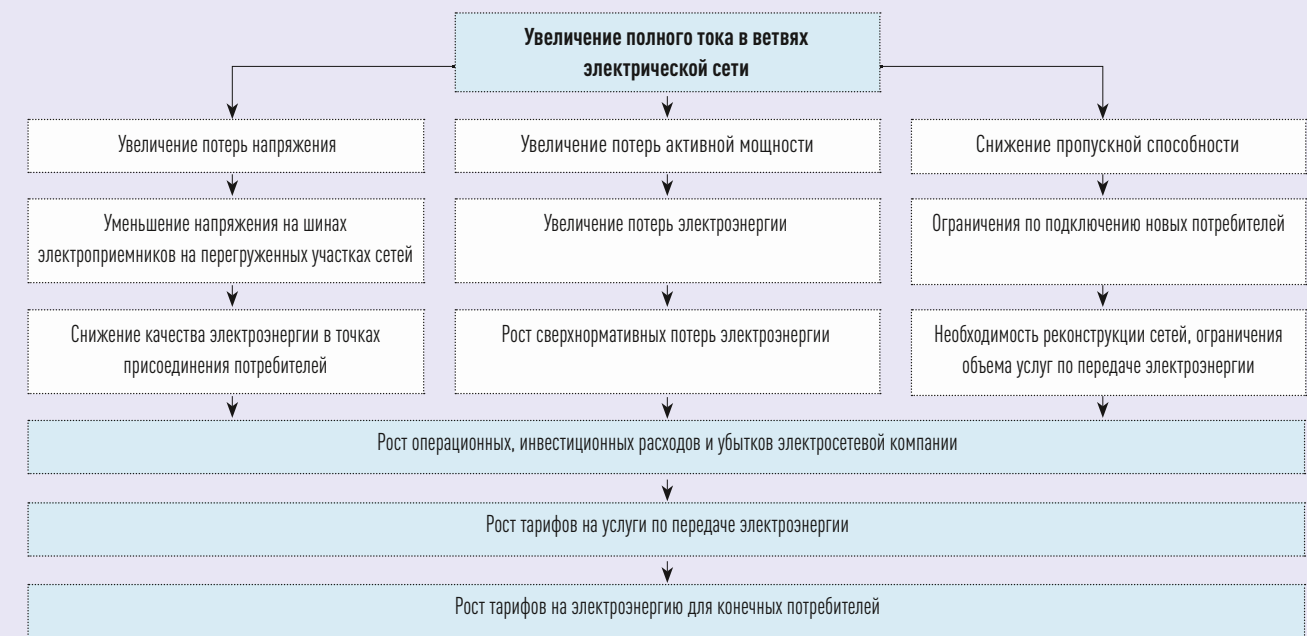 Увеличение полного тока в ветвях
электрической сети
Увеличение потерь напряжения
Увеличение потерь активной мощности
Снижение пропускной способности
Уменьшение напряжения на шинах
электроприемников на перегруженных участках сетей
Увеличение потерь электроэнергии
Ограничения по подключению новых потребителей
Снижение качества электроэнергии в точках
присоединения потребителей
Рост сверхнормативных потерь электроэнергии
Необходимость реконструкции сетей, ограничения
объема услуг по передаче электроэнергии
Рост операционных, инвестиционных расходов и убытков электросетевой компании
Рост тарифов на услуги по передаче электроэнергии
Рост тарифов на электроэнергию для конечных потребителей